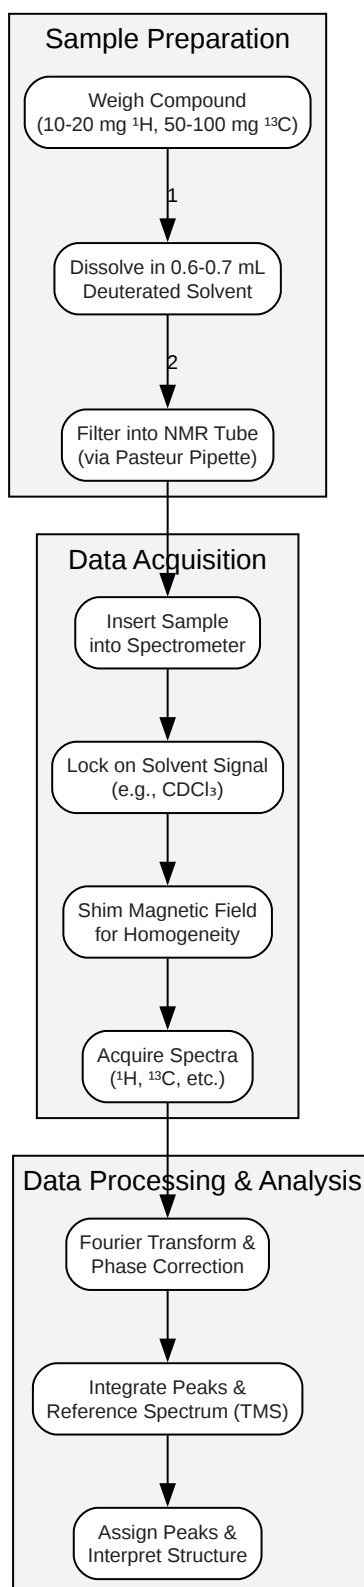 Sample Preparation
Weigh Compound
(10-20 mg ¹H, 50-100 mg ¹³C)
1
Dissolve in 0.6-0.7 mL
Deuterated Solvent
2
Filter into NMR Tube
(via Pasteur Pipette)
Data Acquisition
Insert Sample
into Spectrometer
Lock on Solvent Signal
(e.g., CDCl₃)
Shim Magnetic Field
for Homogeneity
Acquire Spectra
(¹H, ¹³C, etc.)
Data Processing & Analysis
Fourier Transform &
Phase Correction
Integrate Peaks &
Reference Spectrum (TMS)
Assign Peaks &
Interpret Structure